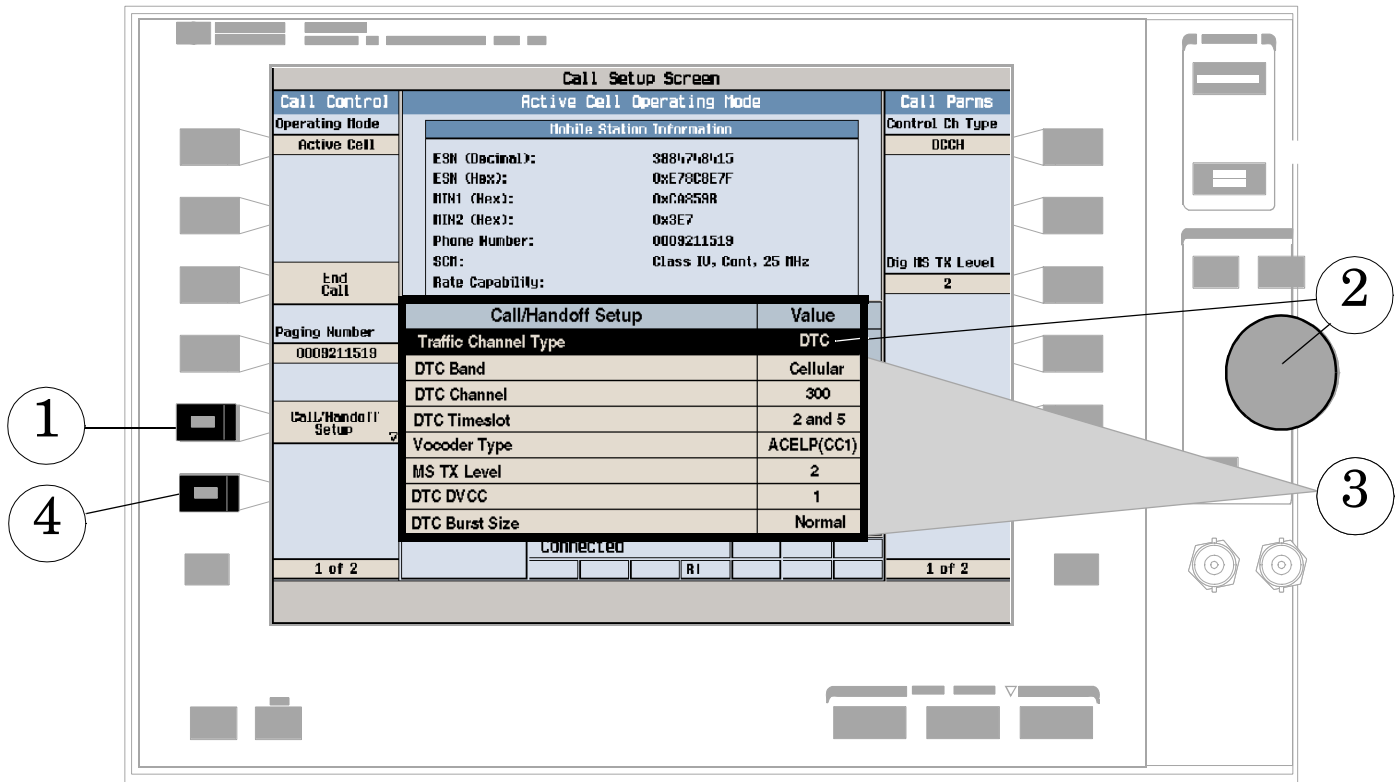 Call Setup Screen
Call Control
Active Cell Operating Mode
Call Parms
Operating Mode
Active Cell
Mobile Station Information
Control Ch Type
DCCH
ESN (Decimal): 3884748415
ESN (Hex): 0xE78C8E7F
MIN1 (Hex): 0xCA859B
MIN2 (Hex): 0x3E7
Phone Number: 0009211519
SCM: Class IV, Cont, 25 MHz
Rate Capability:
End
Call
Dig MS TX Level
2
Paging Number
0009211519
Call/Handoff
Setup
Call/Handoff Setup Value
Traffic Channel Type DTC
DTC Band Cellular
DTC Channel 300
DTC Timeslot 2 and 5
Vocoder Type ACELP(CC1)
MS TX Level 2
DTC DVCC 1
DTC Burst Size Normal
Connected
RI
1 of 2
1 of 2
1
2
3
4